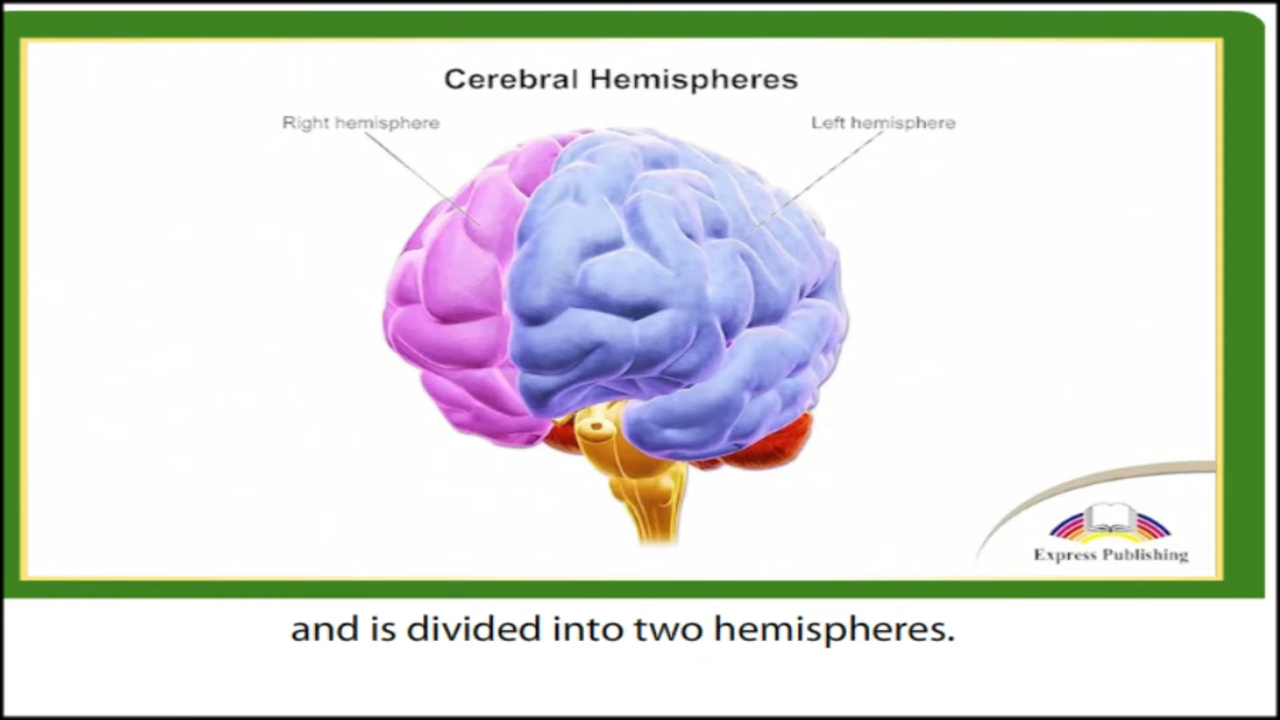 Cerebral Hemispheres
Right hemisphere
Left hemisphere
Express Publishing
and is divided into two hemispheres.